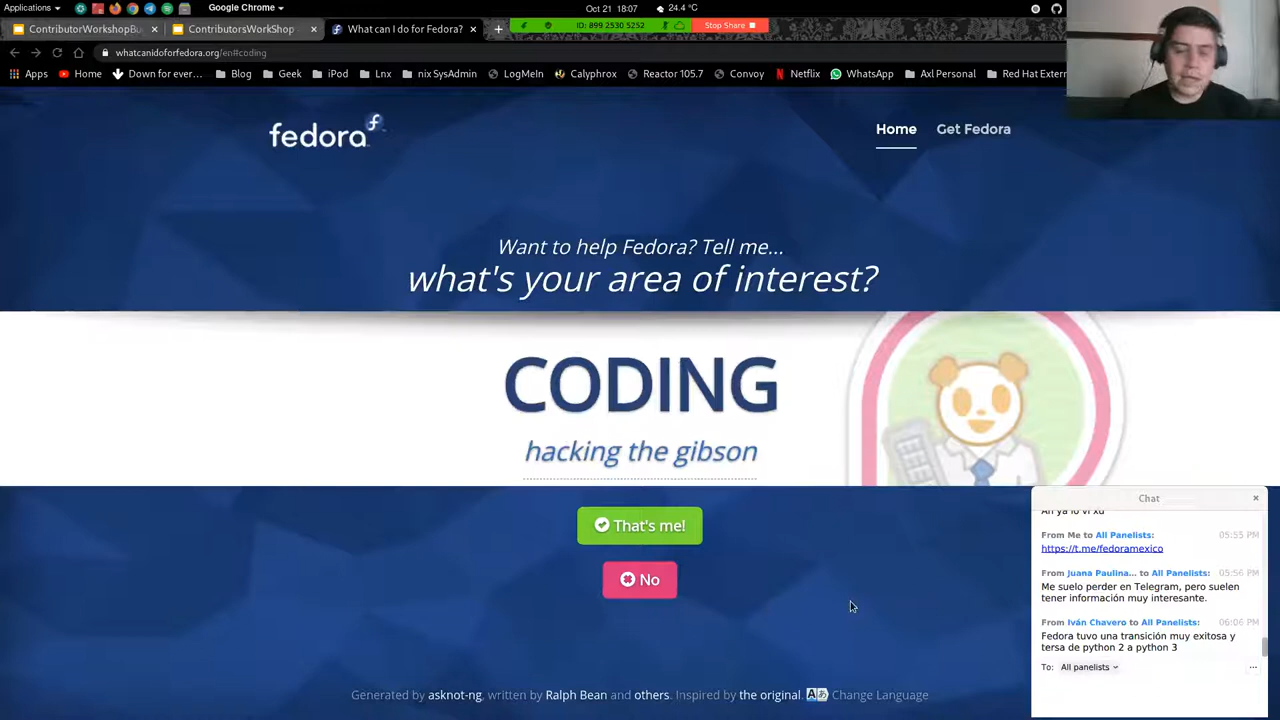 Applications
Google Chrome
Oct 21 18:07
24.4 °C
ContributorWorkshopBu
ContributorsWorkShop
What can I do for Fedora?
ID: 899 2530 5252
Stop Share
whatcanidoforfedora.org/en#coding
Apps
Home
Down for ever...
Blog
Geek
iPod
Lnx
nix SysAdmin
LogMeIn
Calyphrox
Reactor 105.7
Convoy
Netflix
WhatsApp
Axl Personal
Red Hat Extern
fedora
Home
Get Fedora
Want to help Fedora? Tell me...
what's your area of interest?
CODING
hacking the gibson
That's me!
No
Generated by asknot-ng, written by Ralph Bean and others. Inspired by the original. Change Language
Chat
From Me to All Panelists: 05:55 PM
https://t.me/fedoramexico
From Juana Paulina... to All Panelists: 05:56 PM
Me suelo perder en Telegram, pero suelen
tener información muy interesante.
From Iván Chavero to All Panelists: 06:06 PM
Fedora tuvo una transición muy exitosa y
tersa de python 2 a python 3
To: All panelists